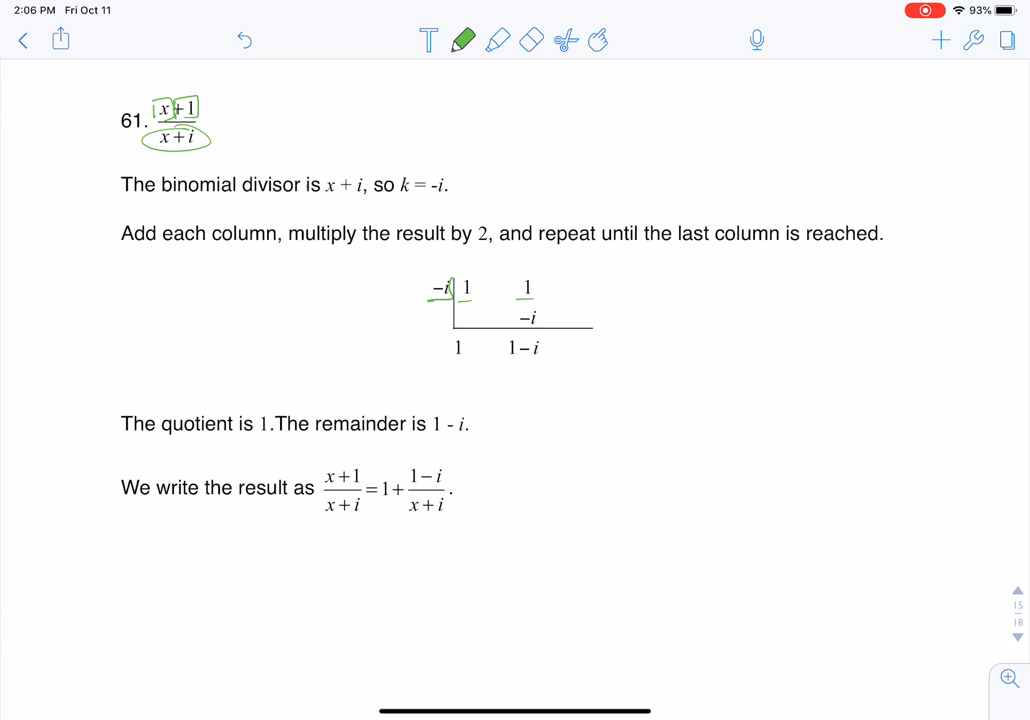 2:06 PM Fri Oct 11 93%
T
61. x+1
x+i
The binomial divisor is x + i, so k = -i.
Add each column, multiply the result by 2, and repeat until the last column is reached.
−i 1 1
−i
1 1−i
The quotient is 1.The remainder is 1 - i.
We write the result as x+1 / x+i = 1+ 1−i / x+i .
15
18